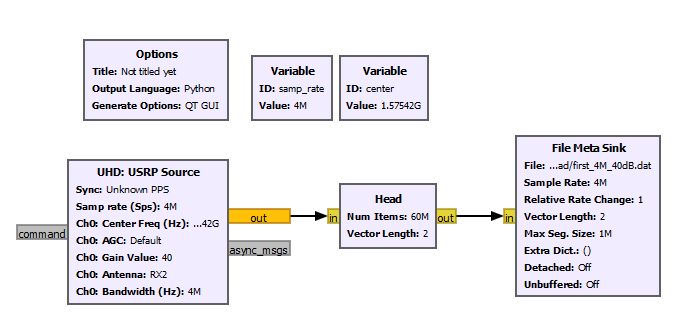 Options
Title: Not titled yet
Output Language: Python
Generate Options: QT GUI
Variable
ID: samp_rate
Value: 4M
Variable
ID: center
Value: 1.57542G
UHD: USRP Source
Sync: Unknown PPS
Samp rate (Sps): 4M
Ch0: Center Freq (Hz): ...42G
Ch0: AGC: Default
Ch0: Gain Value: 40
Ch0: Antenna: RX2
Ch0: Bandwidth (Hz): 4M
command
out
async_msgs
in
Head
Num Items: 60M
Vector Length: 2
out
in
File Meta Sink
File: ...ad/first_4M_40dB.dat
Sample Rate: 4M
Relative Rate Change: 1
Vector Length: 2
Max Seg. Size: 1M
Extra Dict.: ()
Detached: Off
Unbuffered: Off